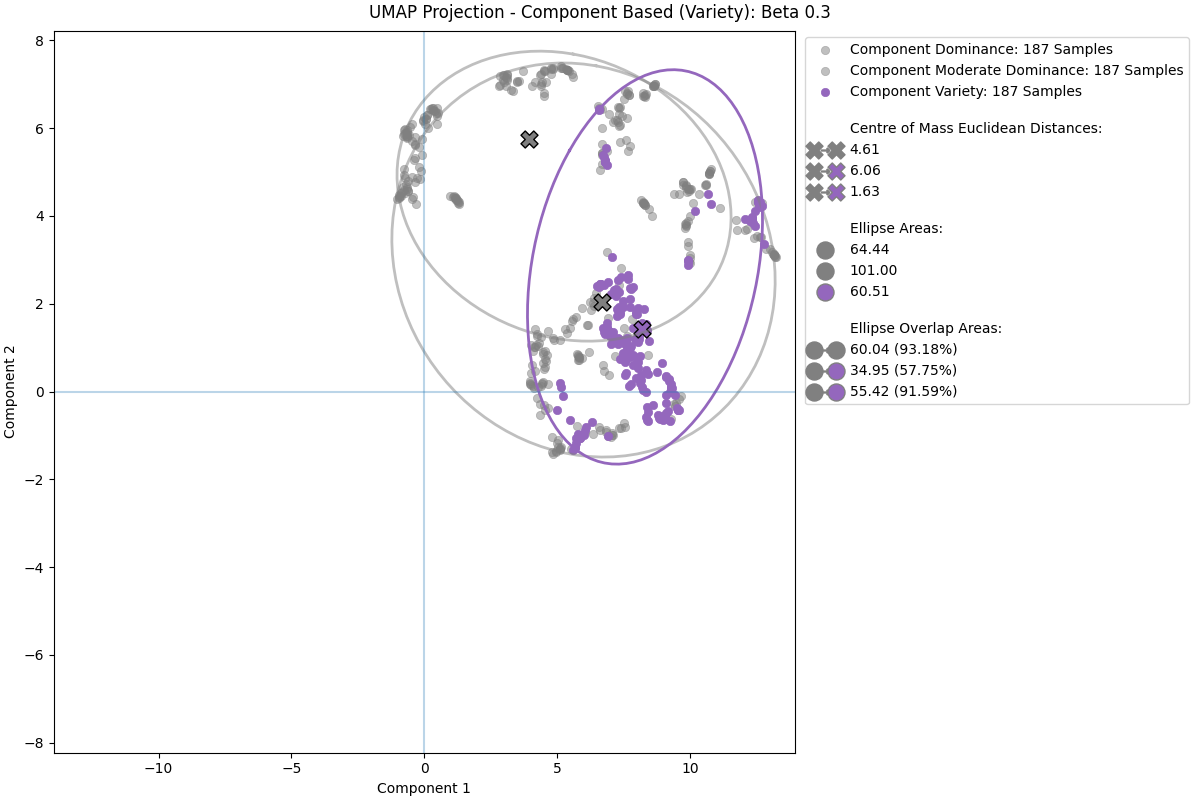 UMAP Projection - Component Based (Variety): Beta 0.3
Component Dominance: 187 Samples
Component Moderate Dominance: 187 Samples
Component Variety: 187 Samples
Centre of Mass Euclidean Distances:
4.61
6.06
1.63
Ellipse Areas:
64.44
101.00
60.51
Ellipse Overlap Areas:
60.04 (93.18%)
34.95 (57.75%)
55.42 (91.59%)
8
6
4
2
0
−2
−4
−6
−8
Component 2
−10
−5
0
5
10
Component 1